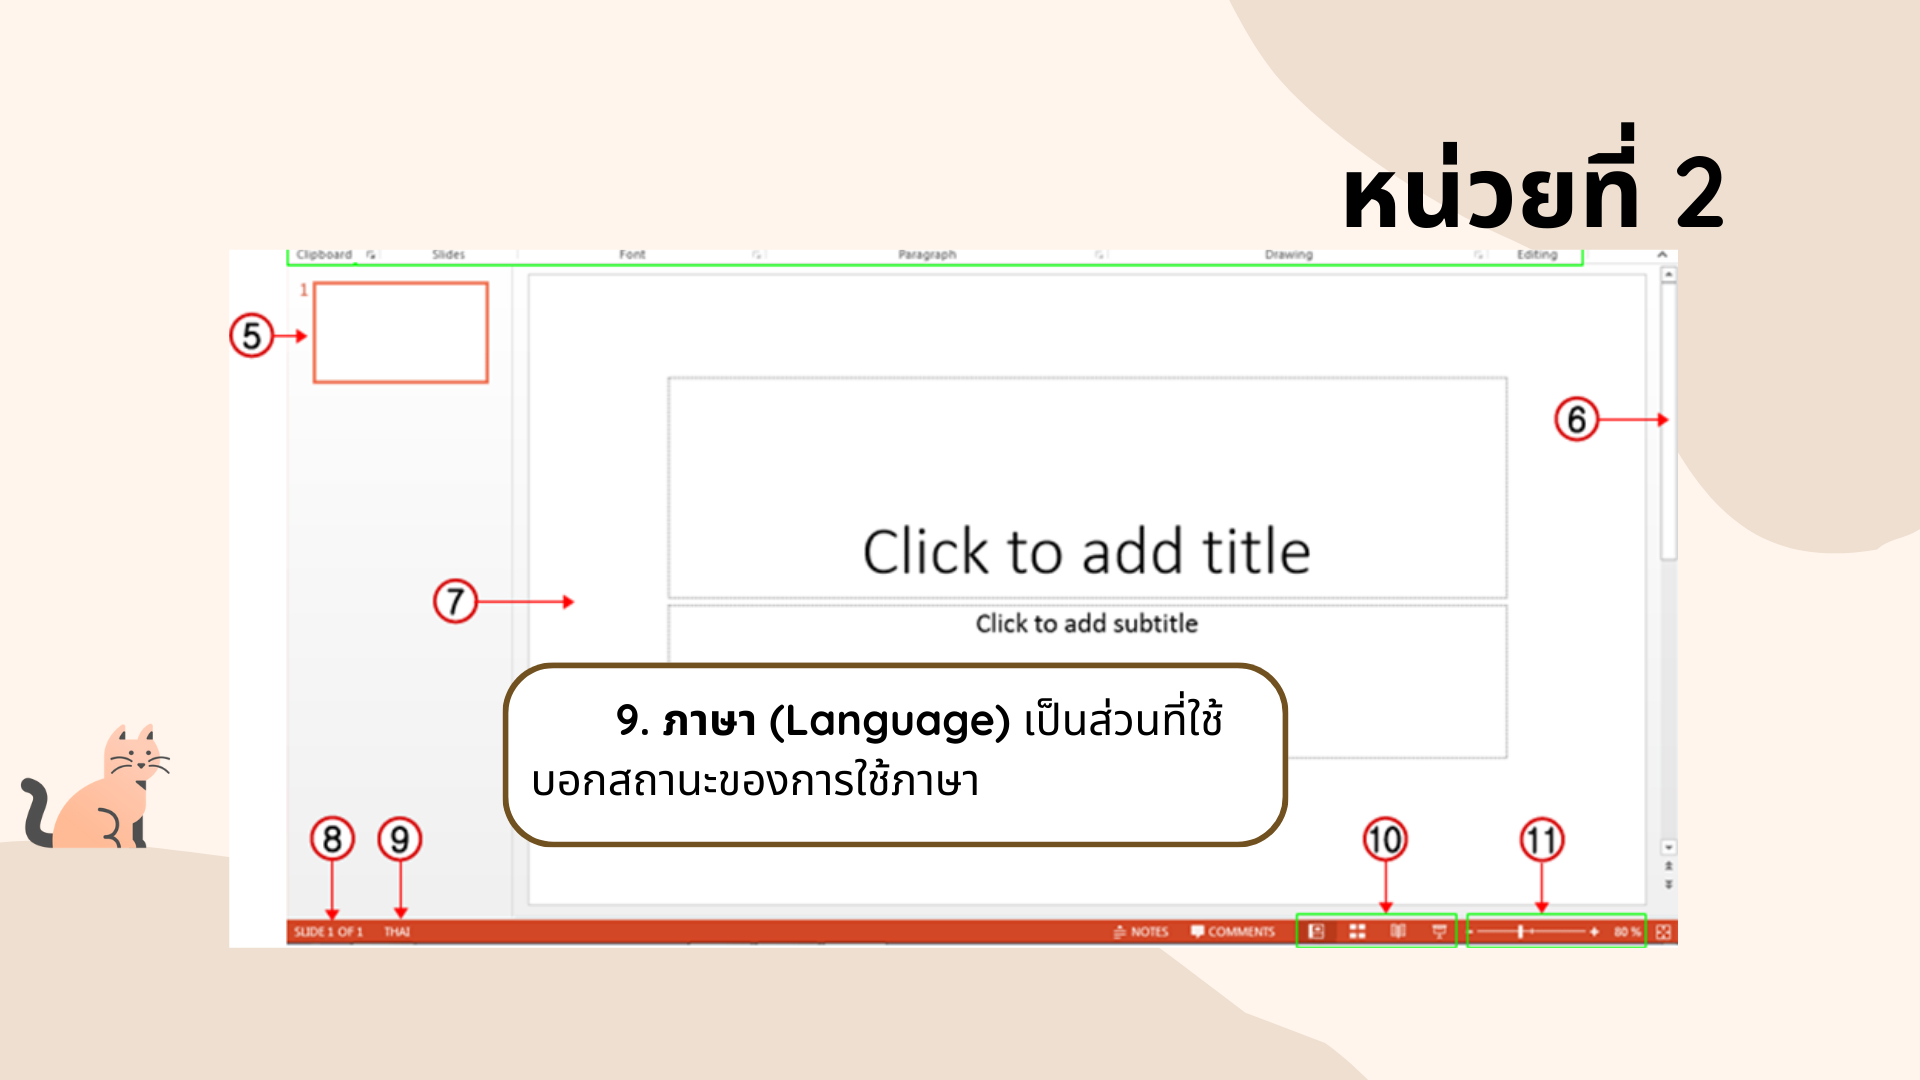 หน่วยที่ 2
Clipboard Slides Font Paragraph Drawing Editing
1
5
6
Click to add title
7
Click to add subtitle
9. ภาษา (Language) เป็นส่วนที่ใช้
บอกสถานะของการใช้ภาษา
8 9 10 11
SLIDE 1 OF 1 THAI NOTES COMMENTS 80 %